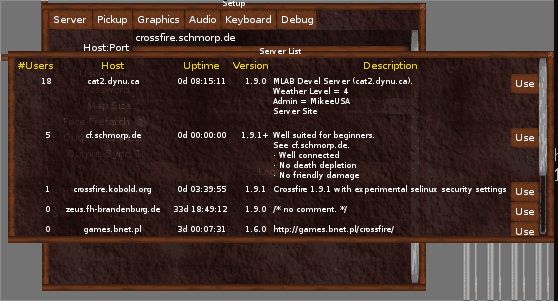 Setup
Server Pickup Graphics Audio Keyboard Debug
crossfire.schmorp.de
Host:Port
Server List
#Users Host Uptime Version Description
18 cat2.dynu.ca 0d 08:15:11 1.9.0 MLAB Devel Server (cat2.dynu.ca). Use
Weather Level = 4
Map Size
Admin = MikeeUSA
Server Site
5 cf.schmorp.de 0d 00:00:00 1.9.1+ Well suited for beginners. Use
See cf.schmorp.de.
- Well connected
- No death depletion
- No friendly damage
1 crossfire.kobold.org 0d 03:39:55 1.9.1 Crossfire 1.9.1 with experimental selinux security settings Use
0 zeus.fh-brandenburg.de 33d 18:49:12 1.9.0 /* no comment. */ Use
0 games.bnet.pl 3d 00:07:31 1.6.0 http://games.bnet.pl/crossfire/ Use